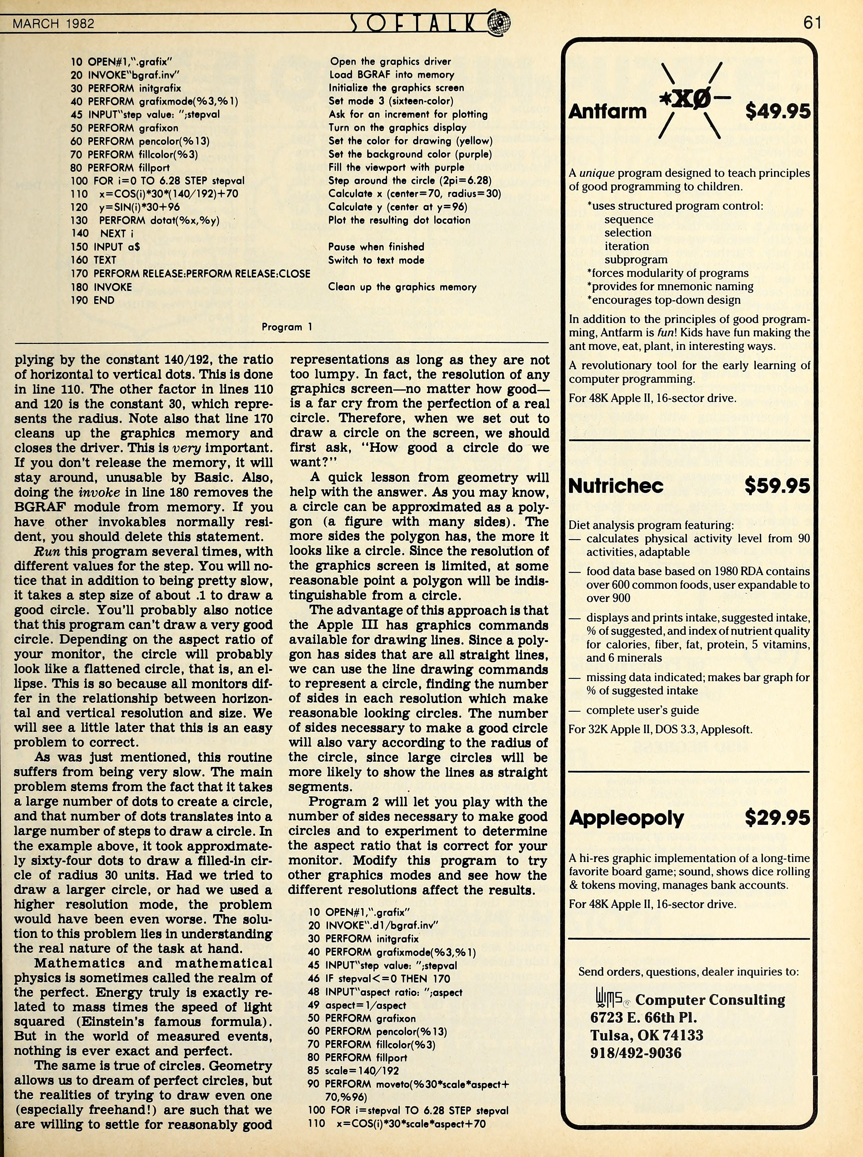 MARCH 1982
SOFTALK
61
10 OPEN#1,".grafix" Open the graphics driver
20 INVOKE"bgraf.inv" Load BGRAF into memory
30 PERFORM initgrafix Initialize the graphics screen
40 PERFORM grafixmode(%3,%1) Set mode 3 (sixteen-color)
45 INPUT"step value: ";stepval Ask for an increment for plotting
50 PERFORM grafixon Turn on the graphics display
60 PERFORM pencolor(%13) Set the color for drawing (yellow)
70 PERFORM fillcolor(%3) Set the background color (purple)
80 PERFORM fillport Fill the viewport with purple
100 FOR i=0 TO 6.28 STEP stepval Step around the circle (2pi=6.28)
110 x=COS(i)*30*(140/192)+70 Calculate x (center=70, radius=30)
120 y=SIN(i)*30+96 Calculate y (center at y=96)
130 PERFORM dotat(%x,%y) Plot the resulting dot location
140 NEXT i
150 INPUT a$ Pause when finished
160 TEXT Switch to text mode
170 PERFORM RELEASE:PERFORM RELEASE:CLOSE
180 INVOKE Clean up the graphics memory
190 END
Program 1
plying by the constant 140/192, the ratio
of horizontal to vertical dots. This is done
in line 110. The other factor in lines 110
and 120 is the constant 30, which repre-
sents the radius. Note also that line 170
cleans up the graphics memory and
closes the driver. This is very important.
If you don't release the memory, it will
stay around, unusable by Basic. Also,
doing the invoke in line 180 removes the
BGRAF module from memory. If you
have other invokables normally resi-
dent, you should delete this statement.
Run this program several times, with
different values for the step. You will no-
tice that in addition to being pretty slow,
it takes a step size of about .1 to draw a
good circle. You'll probably also notice
that this program can't draw a very good
circle. Depending on the aspect ratio of
your monitor, the circle will probably
look like a flattened circle, that is, an el-
lipse. This is so because all monitors dif-
fer in the relationship between horizon-
tal and vertical resolution and size. We
will see a little later that this is an easy
problem to correct.
As was just mentioned, this routine
suffers from being very slow. The main
problem stems from the fact that it takes
a large number of dots to create a circle,
and that number of dots translates into a
large number of steps to draw a circle. In
the example above, it took approximate-
ly sixty-four dots to draw a filled-in cir-
cle of radius 30 units. Had we tried to
draw a larger circle, or had we used a
higher resolution mode, the problem
would have been even worse. The solu-
tion to this problem lies in understanding
the real nature of the task at hand.
Mathematics and mathematical
physics is sometimes called the realm of
the perfect. Energy truly is exactly re-
lated to mass times the speed of light
squared (Einstein's famous formula).
But in the world of measured events,
nothing is ever exact and perfect.
The same is true of circles. Geometry
allows us to dream of perfect circles, but
the realities of trying to draw even one
(especially freehand!) are such that we
are willing to settle for reasonably good
representations as long as they are not
too lumpy. In fact, the resolution of any
graphics screen—no matter how good—
is a far cry from the perfection of a real
circle. Therefore, when we set out to
draw a circle on the screen, we should
first ask, "How good a circle do we
want?"
A quick lesson from geometry will
help with the answer. As you may know,
a circle can be approximated as a poly-
gon (a figure with many sides). The
more sides the polygon has, the more it
looks like a circle. Since the resolution of
the graphics screen is limited, at some
reasonable point a polygon will be indis-
tinguishable from a circle.
The advantage of this approach is that
the Apple III has graphics commands
available for drawing lines. Since a poly-
gon has sides that are all straight lines,
we can use the line drawing commands
to represent a circle, finding the number
of sides in each resolution which make
reasonable looking circles. The number
of sides necessary to make a good circle
will also vary according to the radius of
the circle, since large circles will be
more likely to show the lines as straight
segments.
Program 2 will let you play with the
number of sides necessary to make good
circles and to experiment to determine
the aspect ratio that is correct for your
monitor. Modify this program to try
other graphics modes and see how the
different resolutions affect the results.
10 OPEN#1,".grafix"
20 INVOKE".d1/bgraf.inv"
30 PERFORM initgrafix
40 PERFORM grafixmode(%3,%1)
45 INPUT"step value: ";stepval
46 IF stepval<=0 THEN 170
48 INPUT"aspect ratio: ";aspect
49 aspect=1/aspect
50 PERFORM grafixon
60 PERFORM pencolor(%13)
70 PERFORM fillcolor(%3)
80 PERFORM fillport
85 scale=140/192
90 PERFORM moveto(%30*scale*aspect+
70,%96)
100 FOR i=stepval TO 6.28 STEP stepval
110 x=COS(i)*30*scale*aspect+70
Antfarm *XØ— $49.95
A unique program designed to teach principles
of good programming to children.
*uses structured program control:
sequence
selection
iteration
subprogram
*forces modularity of programs
*provides for mnemonic naming
*encourages top-down design
In addition to the principles of good program-
ming, Antfarm is fun! Kids have fun making the
ant move, eat, plant, in interesting ways.
A revolutionary tool for the early learning of
computer programming.
For 48K Apple II, 16-sector drive.
Nutrichec $59.95
Diet analysis program featuring:
— calculates physical activity level from 90
activities, adaptable
— food data base based on 1980 RDA contains
over 600 common foods, user expandable to
over 900
— displays and prints intake, suggested intake,
% of suggested, and index of nutrient quality
for calories, fiber, fat, protein, 5 vitamins,
and 6 minerals
— missing data indicated; makes bar graph for
% of suggested intake
— complete user's guide
For 32K Apple II, DOS 3.3, Applesoft.
Appleopoly $29.95
A hi-res graphic implementation of a long-time
favorite board game; sound, shows dice rolling
& tokens moving, manages bank accounts.
For 48K Apple II, 16-sector drive.
Send orders, questions, dealer inquiries to:
Wims Computer Consulting
6723 E. 66th Pl.
Tulsa, OK 74133
918/492-9036